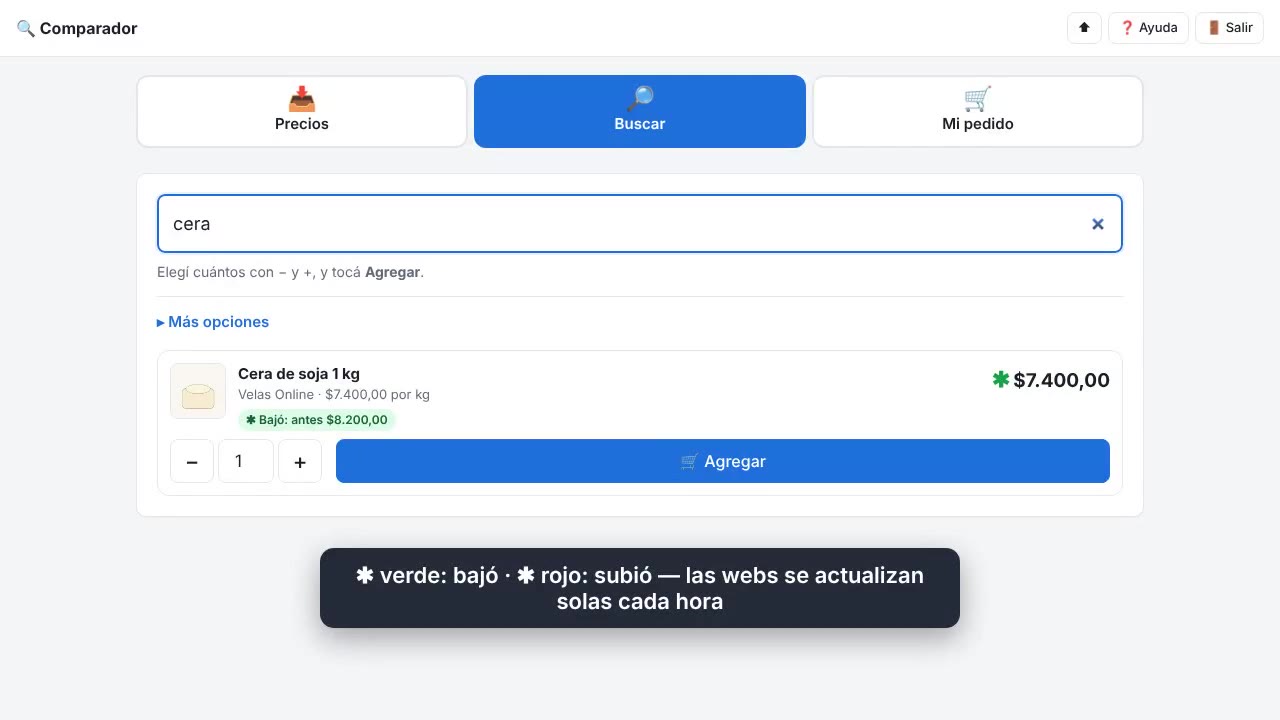 🔍 Comparador
⬆
❓ Ayuda
🚪 Salir
Precios
Buscar
Mi pedido
cera
×
Elegí cuántos con − y +, y tocá Agregar.
▸ Más opciones
Cera de soja 1 kg
Velas Online · $7.400,00 por kg
✱ Bajó: antes $8.200,00
✱ $7.400,00
− 1 +
🛒 Agregar
✱ verde: bajó · ✱ rojo: subió — las webs se actualizan
solas cada hora